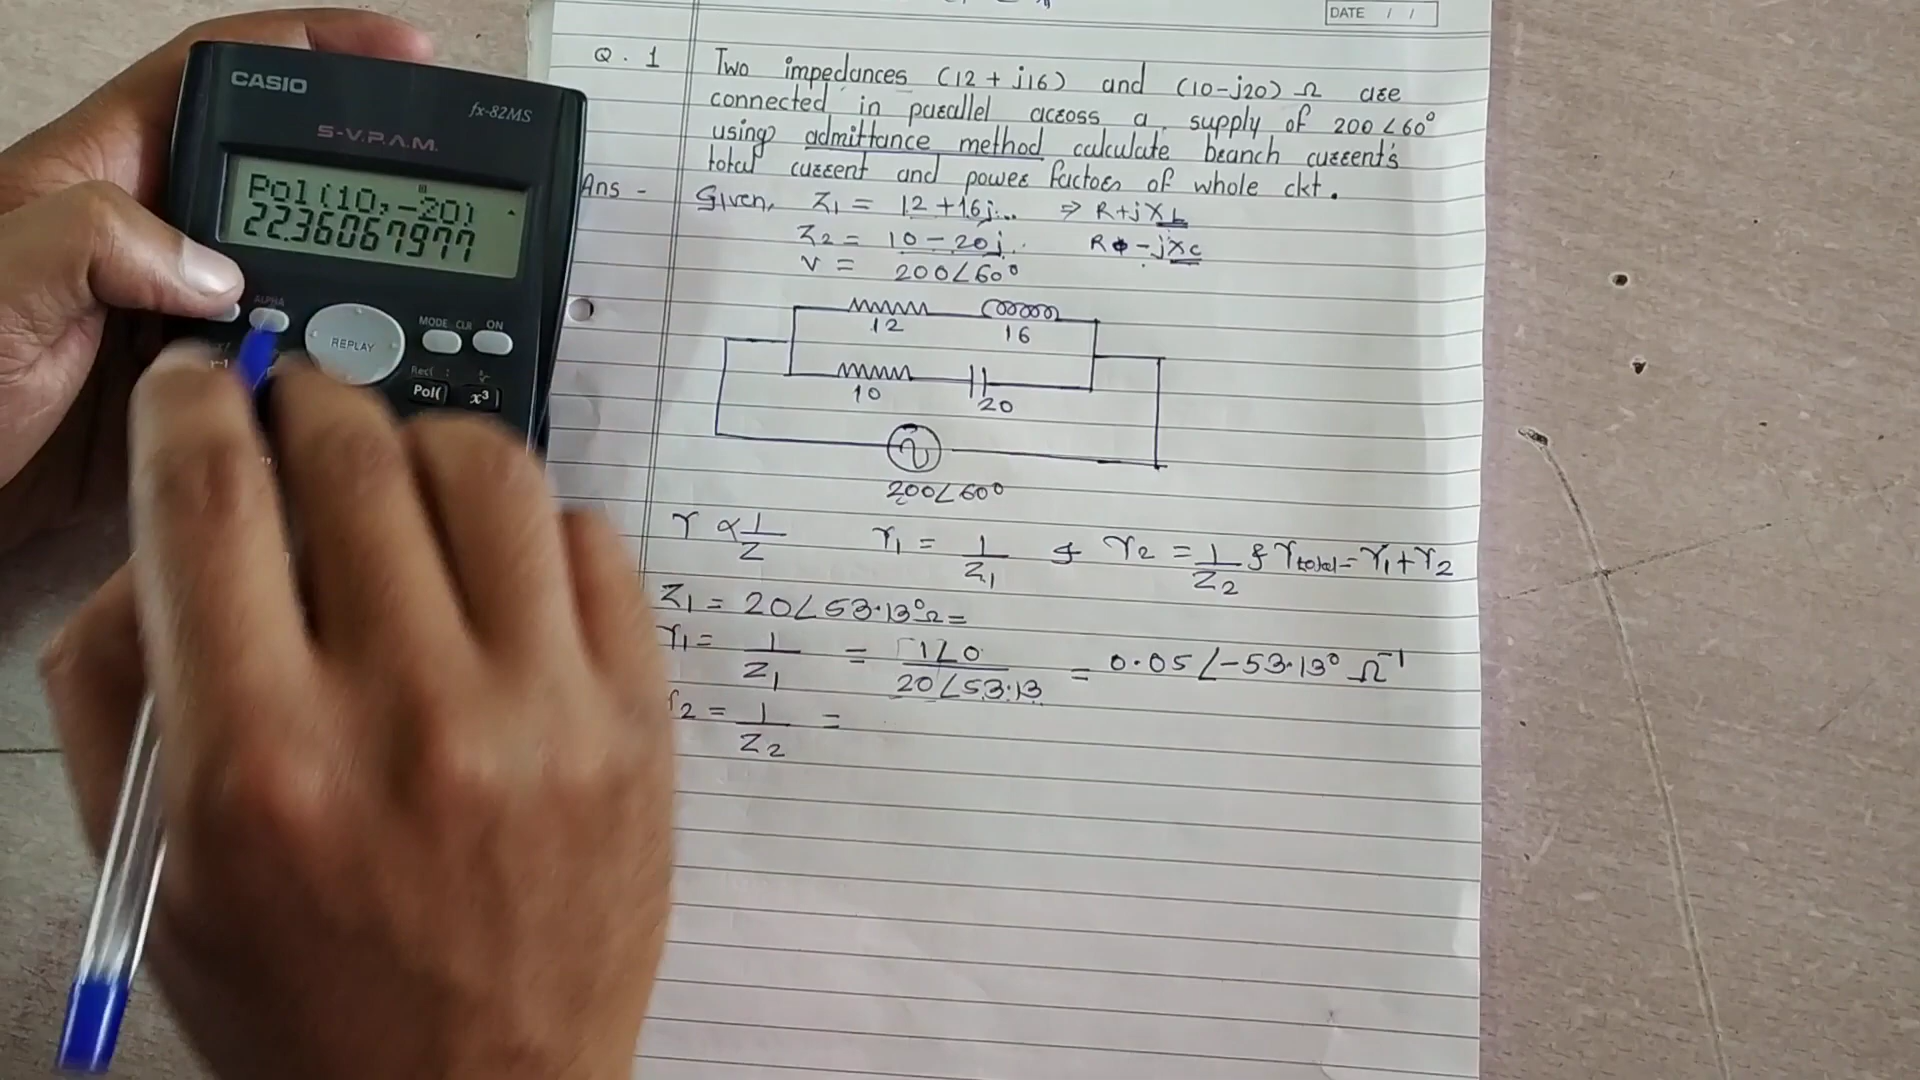 DATE / /
CASIO
fx-82MS
S-V.P.A.M.
Pol(10,-20)
22.36067977
ALPHA
REPLAY
MODE CLR ON
Rec( :
Pol( x³
Q.1 Two impedances (12 + j16) and (10-j20) Ω are
connected in parallel across a supply of 200∠60°
using admittance method calculate branch current's
total current and power factors of whole ckt.
Ans - Given, Z1 = 12 + 16j... ⇒ R+jXL
Z2 = 10 - 20j. R - jXc
V = 200∠60°
12 16
10 20
200∠60°
Y ∝ 1/Z Y1 = 1/Z1 & Y2 = 1/Z2 & Ytotal = Y1+Y2
Z1 = 20∠53.13°Ω =
Y1 = 1/Z1 = 1∠0/20∠53.13 = 0.05∠-53.13° Ω⁻¹
2 = 1/Z2 =